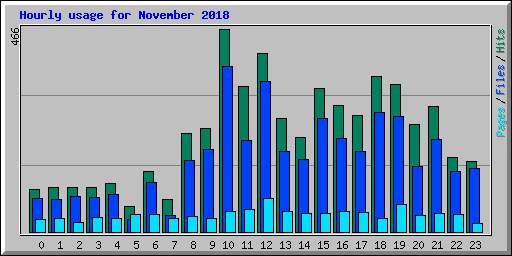 Hourly usage for November 2018
466
Pages / Files / Hits
0 1 2 3 4 5 6 7 8 9 10 11 12 13 14 15 16 17 18 19 20 21 22 23